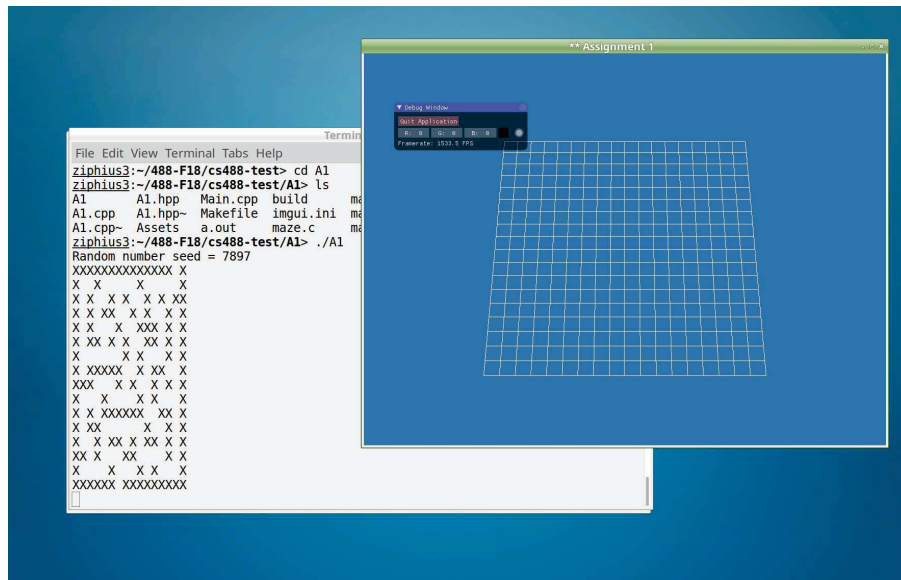 ** Assignment 1
Debug Window
Quit Application
R: 0 G: 0 B: 0
Framerate: 1533.5 FPS
Termin
File Edit View Terminal Tabs Help
ziphius3:~/488-F18/cs488-test> cd A1
ziphius3:~/488-F18/cs488-test/A1> ls
A1 A1.hpp Main.cpp build ma
A1.cpp A1.hpp~ Makefile imgui.ini ma
A1.cpp~ Assets a.out maze.c ma
ziphius3:~/488-F18/cs488-test/A1> ./A1
Random number seed = 7897
XXXXXXXXXXXXXX X
X  X     X     X
X X  X X  X X XX
X X XX  X X  X X
X X   X  XXX X X
X XX X X  XX X X
X      X X   X X
X XXXXX  X XX  X
XXX   X X  X X X
X   X    X X   X
X X XXXXXX  XX X
X XX      X  X X
X  X XX X XX X X
XX X   XX    X X
X    X   X X   X
XXXXXX XXXXXXXXX